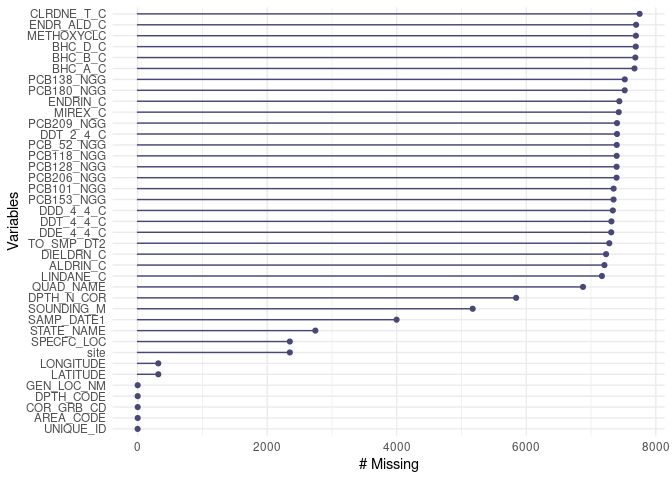 CLRDNE_T_C
ENDR_ALD_C
METHOXYCLC
BHC_D_C
BHC_B_C
BHC_A_C
PCB138_NGG
PCB180_NGG
ENDRIN_C
MIREX_C
PCB209_NGG
DDT_2_4_C
PCB_52_NGG
PCB118_NGG
PCB128_NGG
PCB206_NGG
PCB101_NGG
PCB153_NGG
DDD_4_4_C
DDT_4_4_C
DDE_4_4_C
TO_SMP_DT2
DIELDRN_C
ALDRIN_C
LINDANE_C
QUAD_NAME
DPTH_N_COR
SOUNDING_M
SAMP_DATE1
STATE_NAME
SPECFC_LOC
site
LONGITUDE
LATITUDE
GEN_LOC_NM
DPTH_CODE
COR_GRB_CD
AREA_CODE
UNIQUE_ID
Variables
0 2000 4000 6000 8000
# Missing